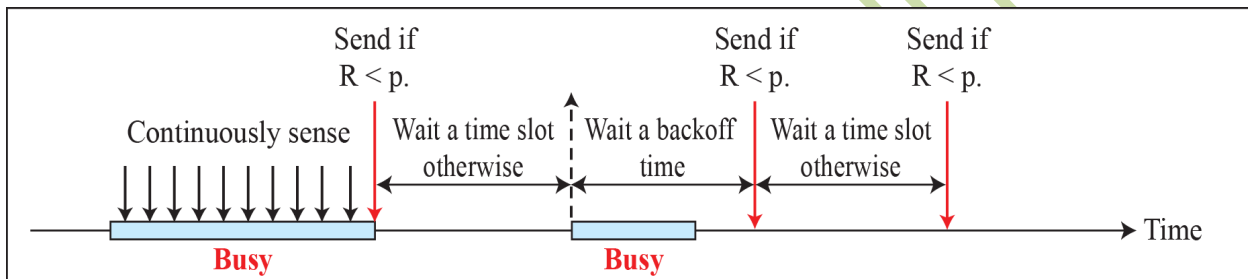 Send if
R < p.
Send if
R < p.
Send if
R < p.
Continuously sense
Wait a time slot
otherwise
Wait a backoff
time
Wait a time slot
otherwise
Time
Busy
Busy